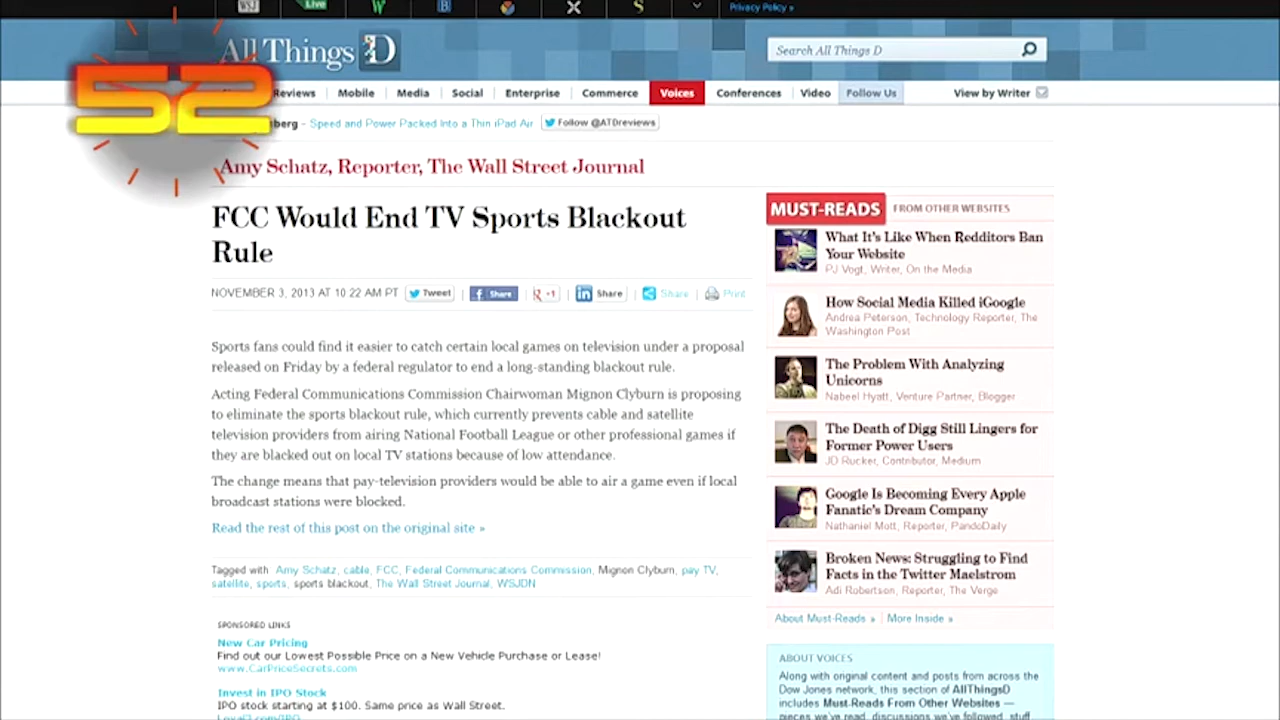 WSJ
Live
Privacy Policy »
All Things D
Search All Things D
52
Reviews
Mobile
Media
Social
Enterprise
Commerce
Voices
Conferences
Video
Follow Us
View by Writer
berg - Speed and Power Packed Into a Thin iPad Air
Follow @ATDreviews
Amy Schatz, Reporter, The Wall Street Journal
FCC Would End TV Sports Blackout
Rule
NOVEMBER 3, 2013 AT 10:22 AM PT
Tweet
Share
+1
Share
Share
Print
Sports fans could find it easier to catch certain local games on television under a proposal
released on Friday by a federal regulator to end a long-standing blackout rule.
Acting Federal Communications Commission Chairwoman Mignon Clyburn is proposing
to eliminate the sports blackout rule, which currently prevents cable and satellite
television providers from airing National Football League or other professional games if
they are blacked out on local TV stations because of low attendance.
The change means that pay-television providers would be able to air a game even if local
broadcast stations were blocked.
Read the rest of this post on the original site »
Tagged with Amy Schatz, cable, FCC, Federal Communications Commission, Mignon Clyburn, pay TV,
satellite, sports, sports blackout, The Wall Street Journal, WSJDN
SPONSORED LINKS
New Car Pricing
Find out our Lowest Possible Price on a New Vehicle Purchase or Lease!
www.CarPriceSecrets.com
Invest in IPO Stock
IPO stock starting at $100. Same price as Wall Street.
Loyal3.com/IPO
MUST-READS FROM OTHER WEBSITES
What It's Like When Redditors Ban
Your Website
PJ Vogt, Writer, On the Media
How Social Media Killed iGoogle
Andrea Peterson, Technology Reporter, The
Washington Post
The Problem With Analyzing
Unicorns
Nabeel Hyatt, Venture Partner, Blogger
The Death of Digg Still Lingers for
Former Power Users
JD Rucker, Contributor, Medium
Google Is Becoming Every Apple
Fanatic's Dream Company
Nathaniel Mott, Reporter, PandoDaily
Broken News: Struggling to Find
Facts in the Twitter Maelstrom
Adi Robertson, Reporter, The Verge
About Must-Reads » | More Inside »
ABOUT VOICES
Along with original content and posts from across the
Dow Jones network, this section of AllThingsD
includes Must-Reads From Other Websites —
pieces we've read, discussions we've followed, stuff